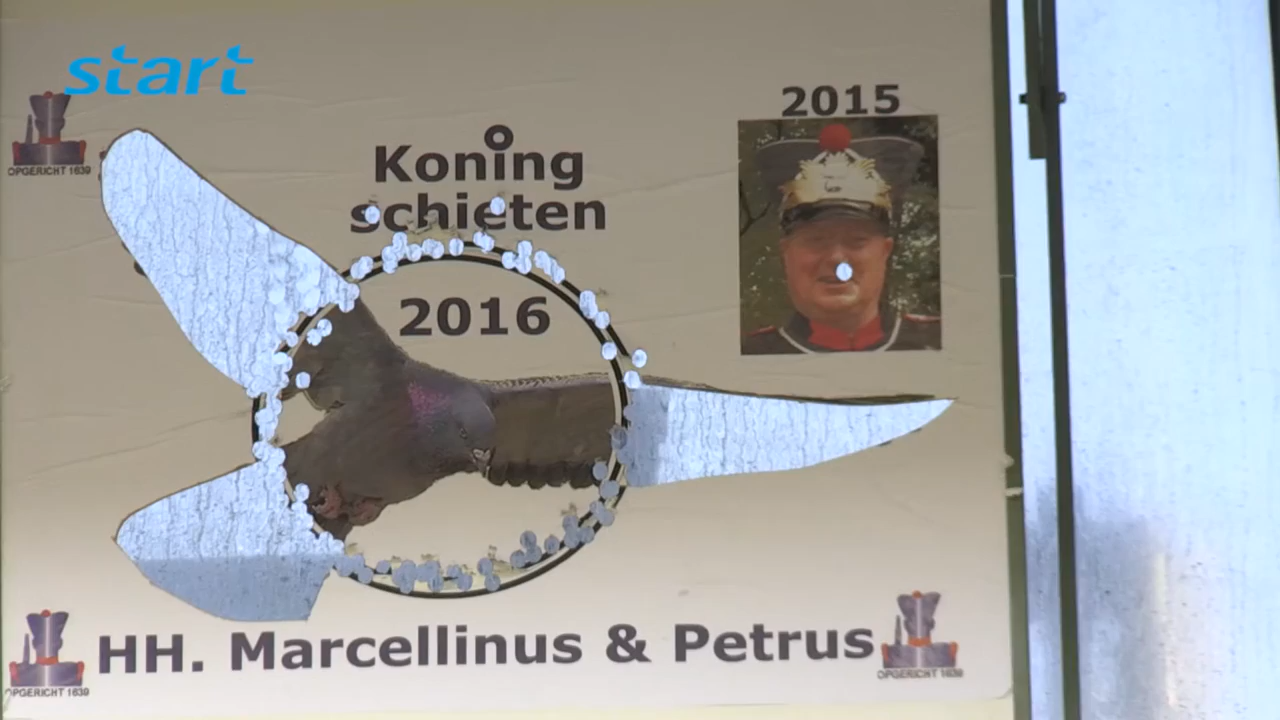 start
OPGERICHT 1639
Koning
schieten
2015
2016
HH. Marcellinus & Petrus
OPGERICHT 1639
OPGERICHT 1639